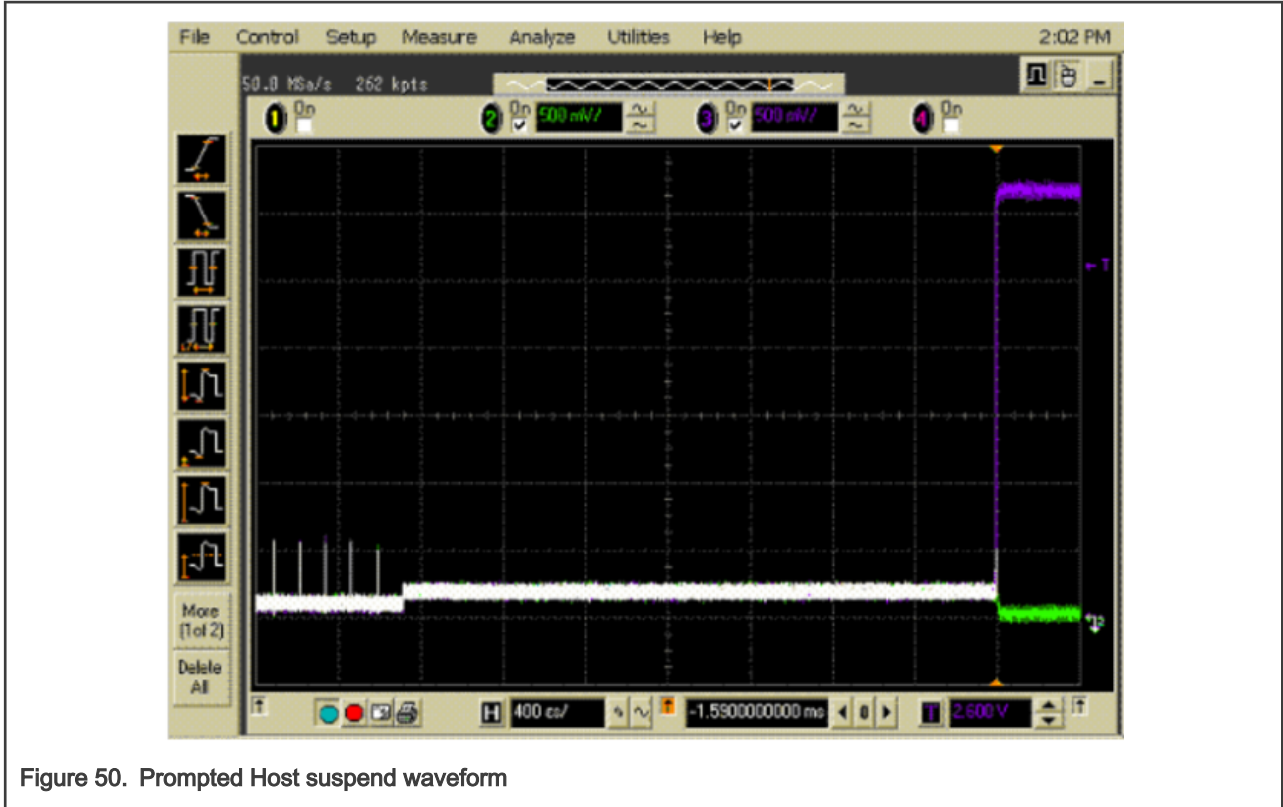 File Control Setup Measure Analyze Utilities Help 2:02 PM
50.0 MSa/s 262 kpts
1 On 2 On 500 mV/ 3 On 500 mV/ 4 On
T
More
(1of 2)
Delete
All
H 400 us/ -1.5900000000 ms 0 T 2.600 V
Figure 50. Prompted Host suspend waveform